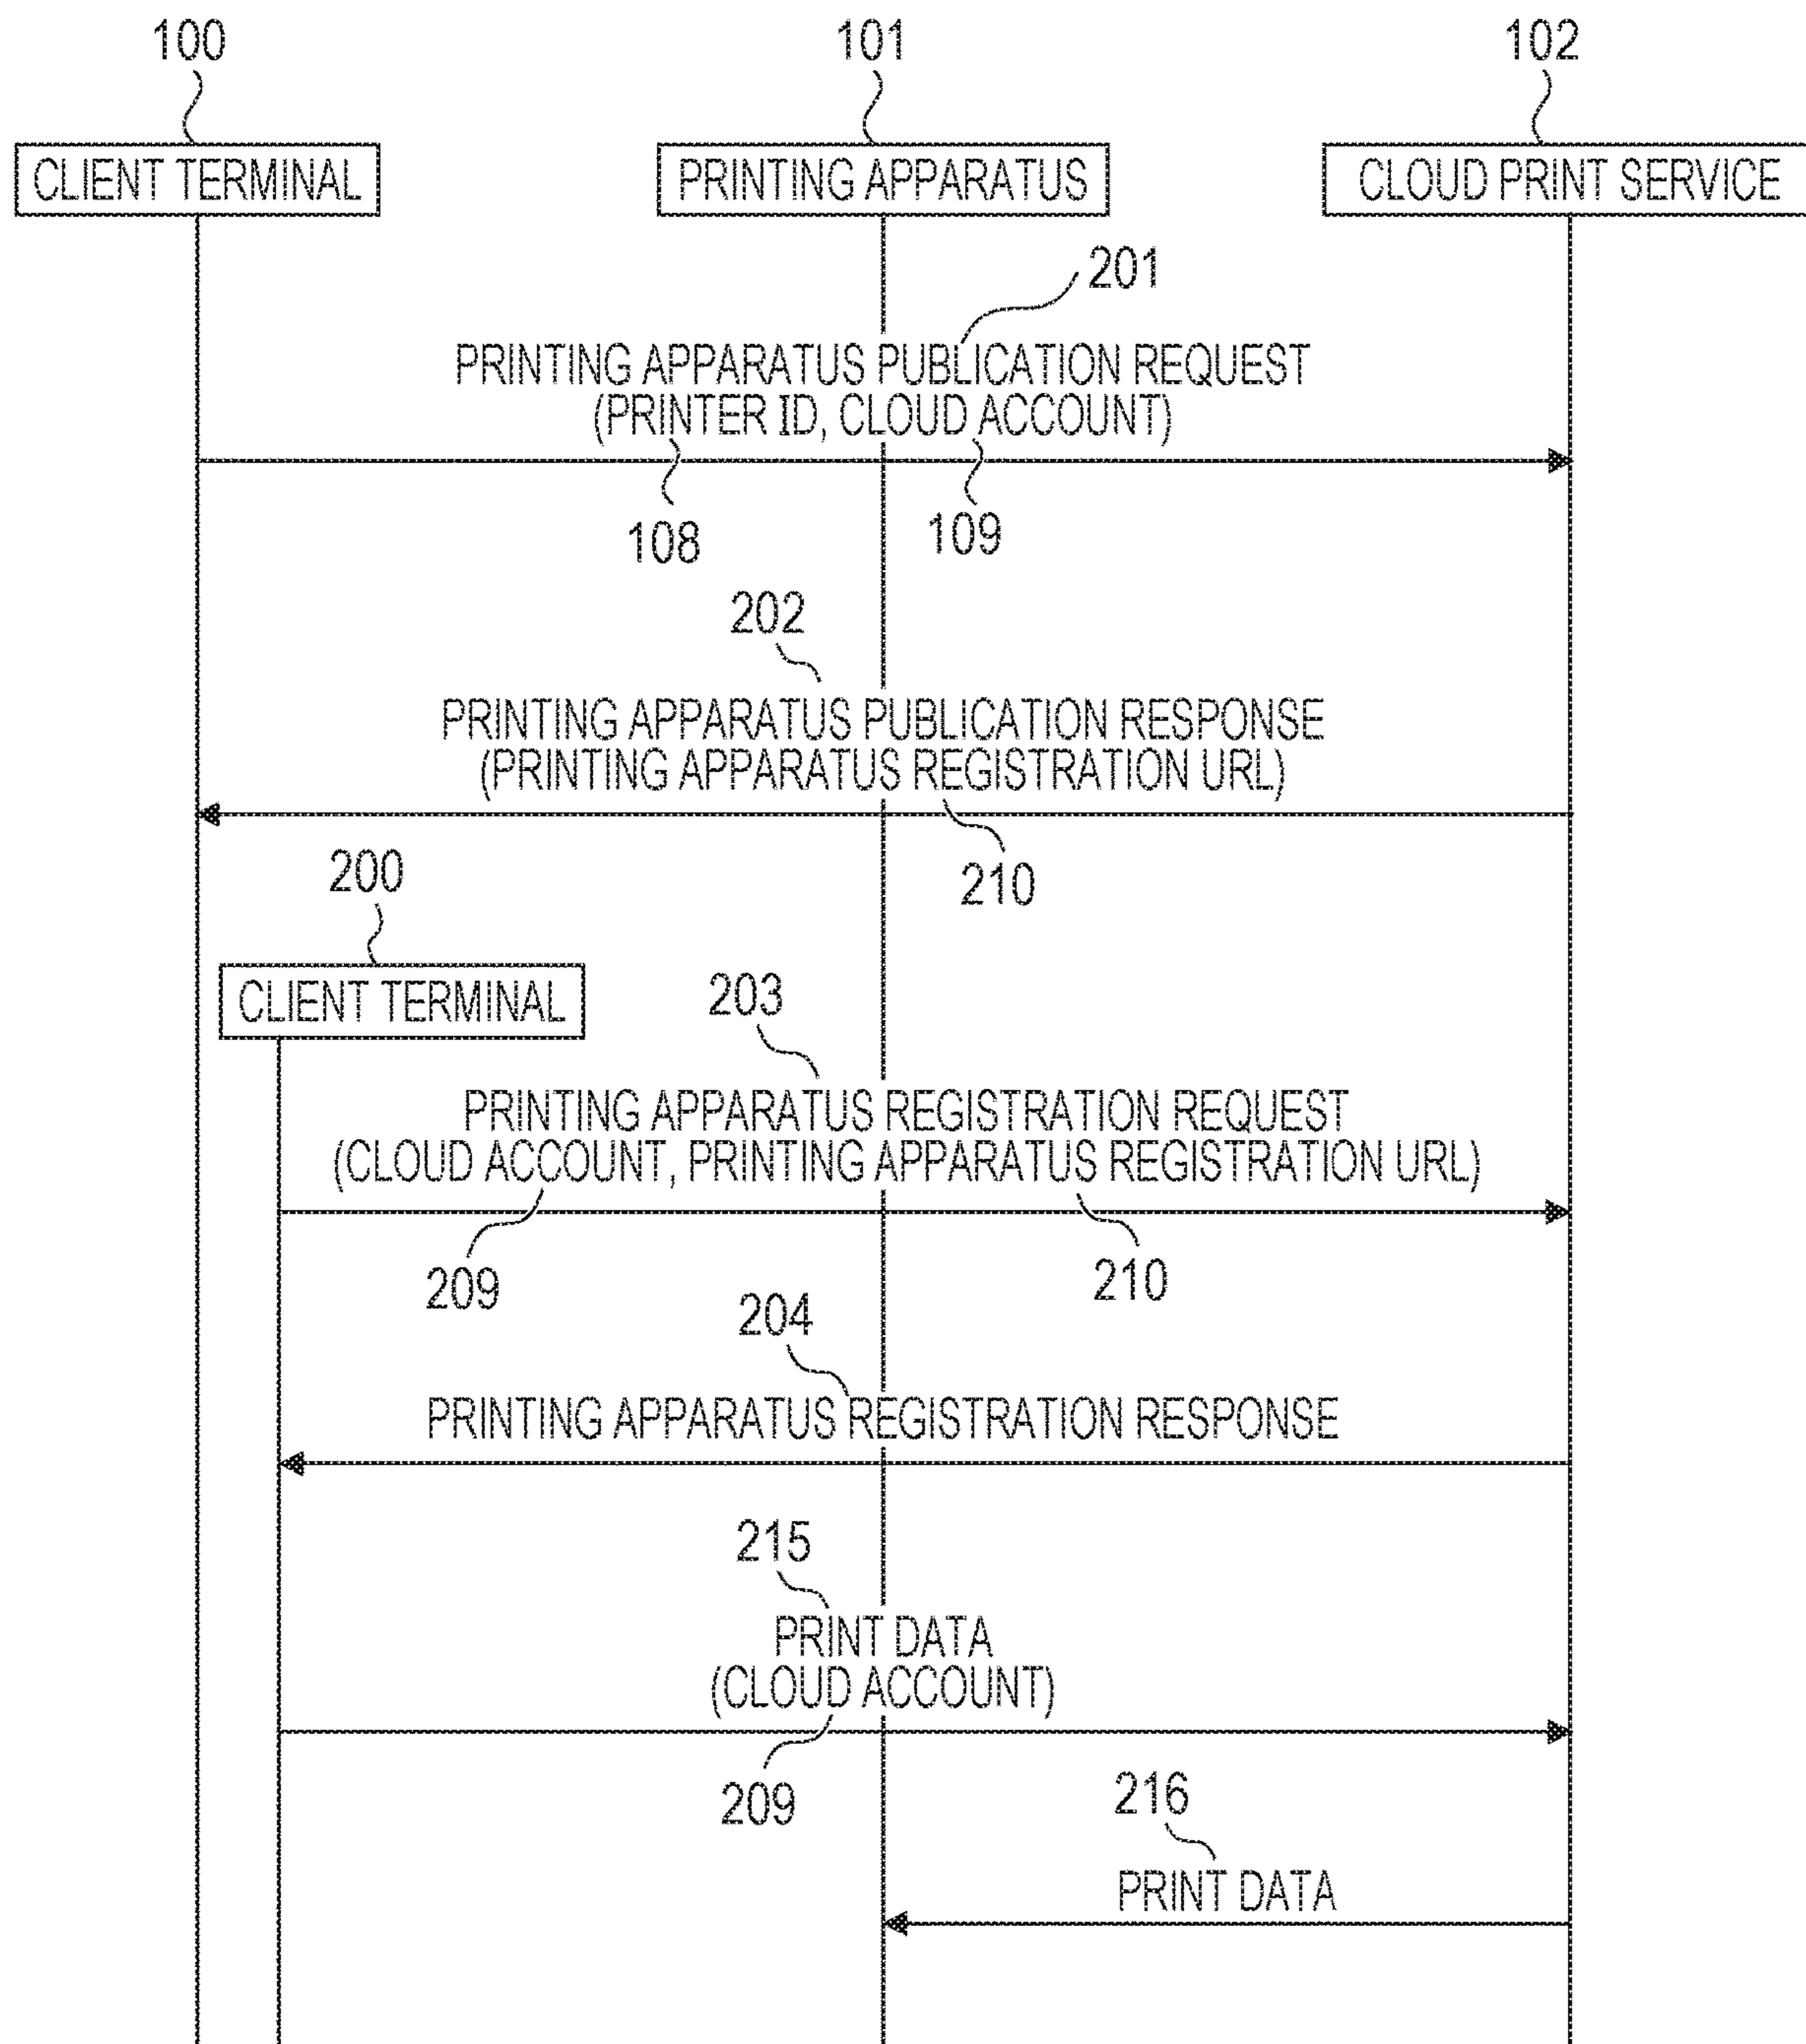 100
101
102
CLIENT TERMINAL
PRINTING APPARATUS
CLOUD PRINT SERVICE
201
PRINTING APPARATUS PUBLICATION REQUEST
(PRINTER ID, CLOUD ACCOUNT)
108
109
202
PRINTING APPARATUS PUBLICATION RESPONSE
(PRINTING APPARATUS REGISTRATION URL)
210
200
CLIENT TERMINAL
203
PRINTING APPARATUS REGISTRATION REQUEST
(CLOUD ACCOUNT, PRINTING APPARATUS REGISTRATION URL)
209
210
204
PRINTING APPARATUS REGISTRATION RESPONSE
215
PRINT DATA
(CLOUD ACCOUNT)
209
216
PRINT DATA